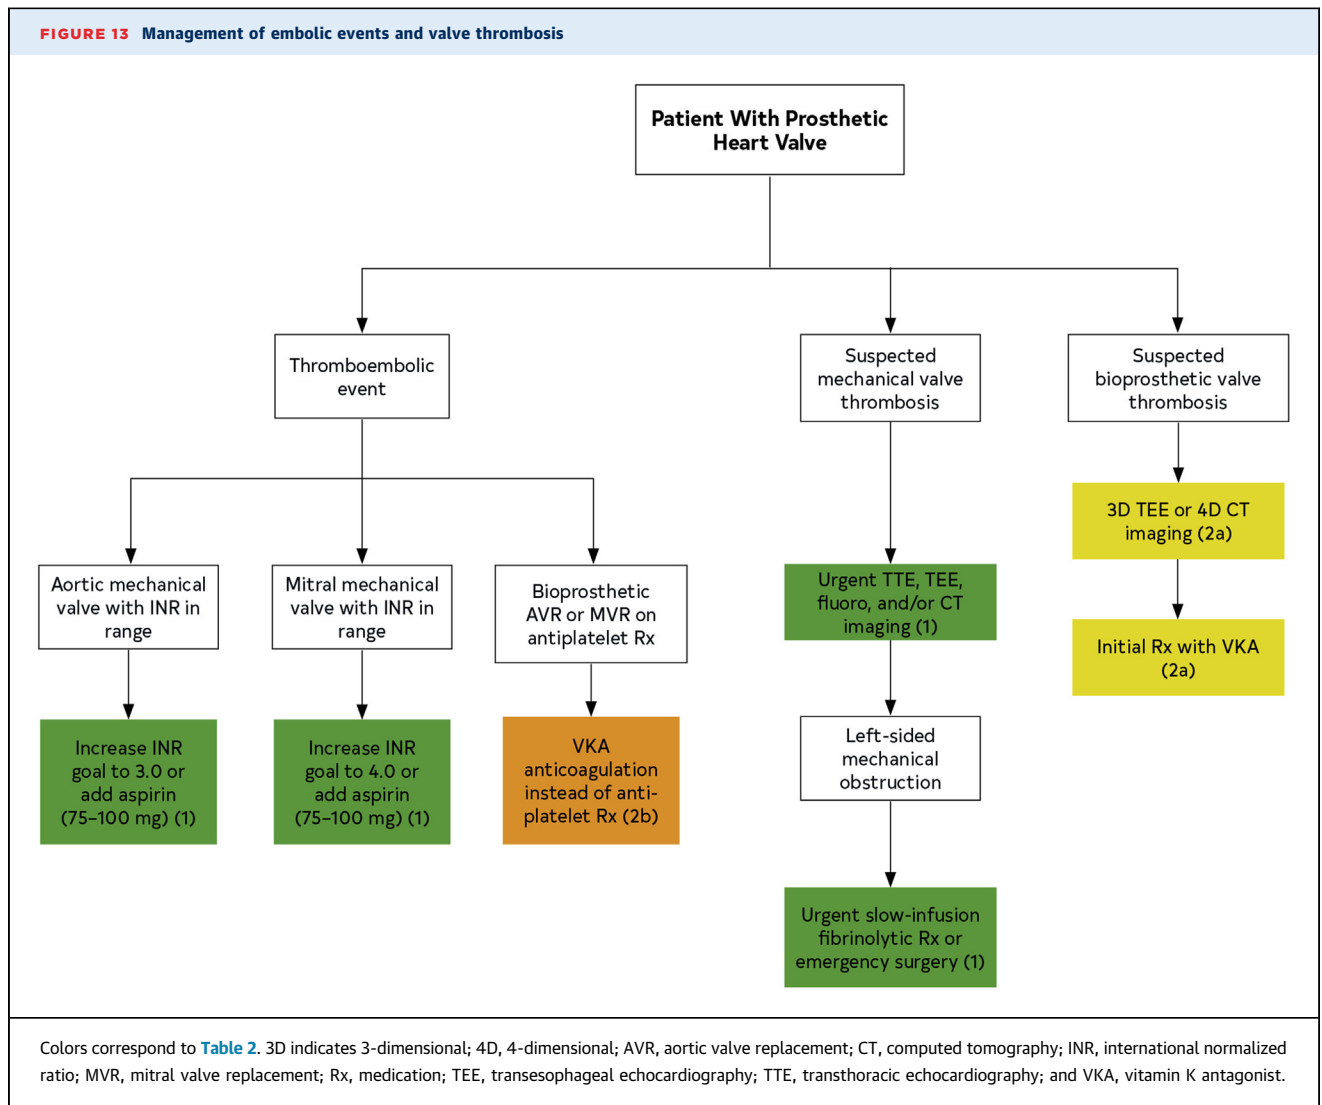 FIGURE 13 Management of embolic events and valve thrombosis
Patient With Prosthetic
Heart Valve
Thromboembolic
event
Suspected
mechanical valve
thrombosis
Suspected
bioprosthetic valve
thrombosis
Aortic mechanical
valve with INR in
range
Mitral mechanical
valve with INR in
range
Bioprosthetic
AVR or MVR on
antiplatelet Rx
Urgent TTE, TEE,
fluoro, and/or CT
imaging (1)
3D TEE or 4D CT
imaging (2a)
Initial Rx with VKA
(2a)
Increase INR
goal to 3.0 or
add aspirin
(75–100 mg) (1)
Increase INR
goal to 4.0 or
add aspirin
(75–100 mg) (1)
VKA
anticoagulation
instead of anti-
platelet Rx (2b)
Left-sided
mechanical
obstruction
Urgent slow-infusion
fibrinolytic Rx or
emergency surgery (1)
Colors correspond to Table 2. 3D indicates 3-dimensional; 4D, 4-dimensional; AVR, aortic valve replacement; CT, computed tomography; INR, international normalized
ratio; MVR, mitral valve replacement; Rx, medication; TEE, transesophageal echocardiography; TTE, transthoracic echocardiography; and VKA, vitamin K antagonist.